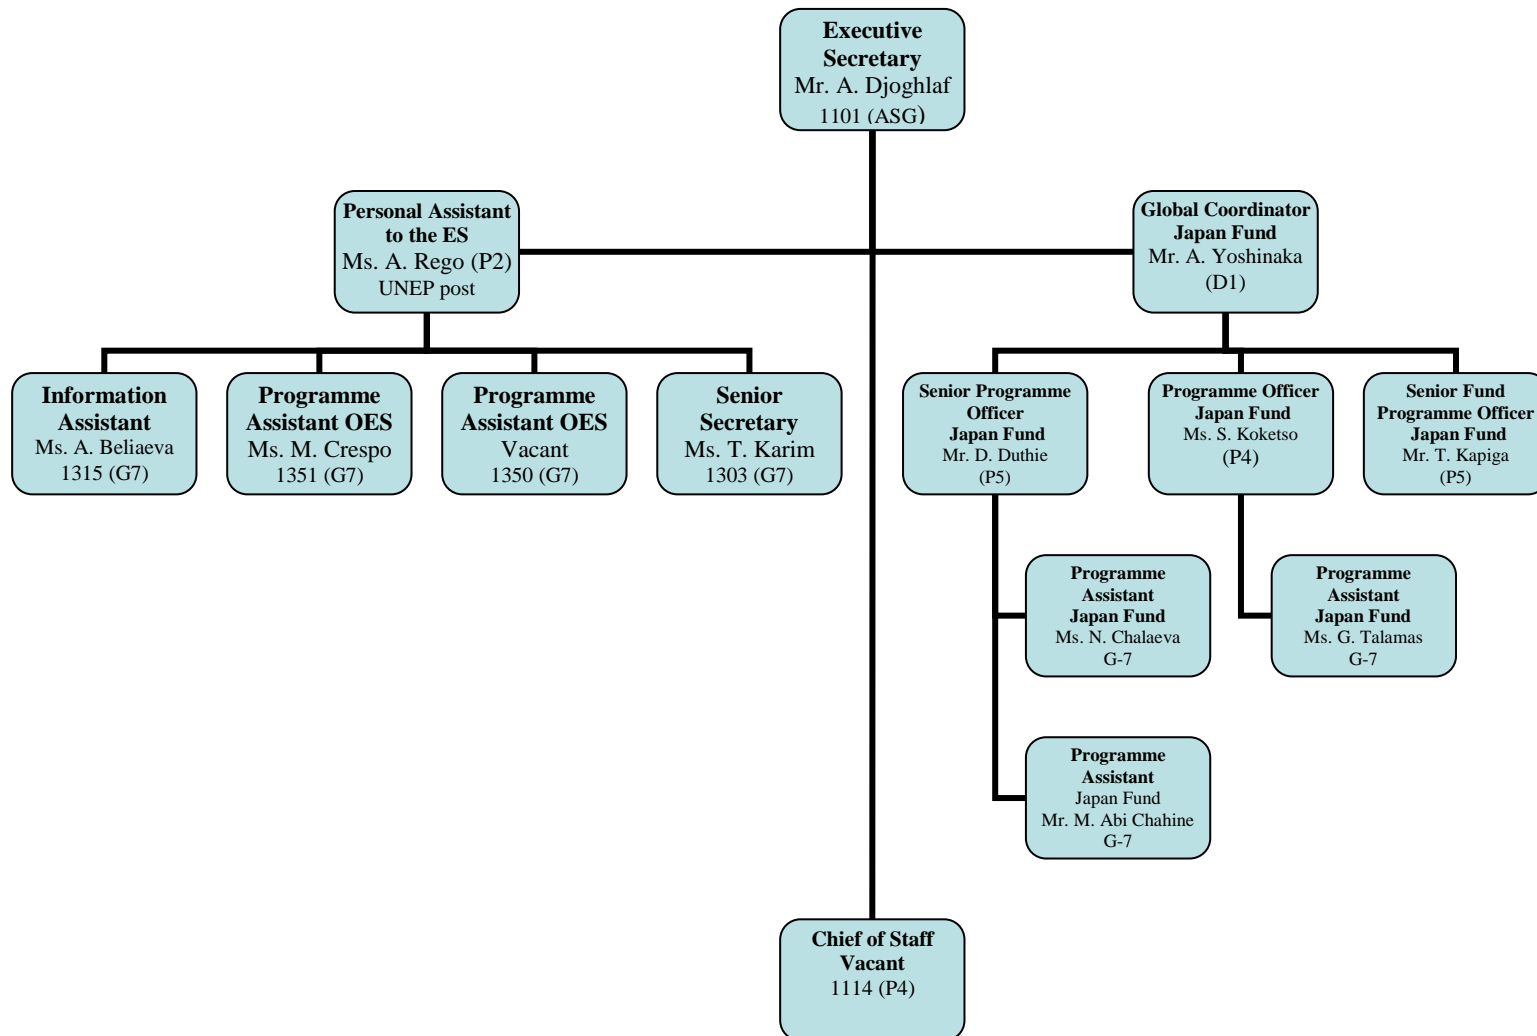 Executive
Secretary
Mr. A. Djoghlaf
1101 (ASG)
Personal Assistant
to the ES
Ms. A. Rego (P2)
UNEP post
Global Coordinator
Japan Fund
Mr. A. Yoshinaka
(D1)
Information
Assistant
Ms. A. Beliaeva
1315 (G7)
Programme
Assistant OES
Ms. M. Crespo
1351 (G7)
Programme
Assistant OES
Vacant
1350 (G7)
Senior
Secretary
Ms. T. Karim
1303 (G7)
Senior Programme
Officer
Japan Fund
Mr. D. Duthie
(P5)
Programme Officer
Japan Fund
Ms. S. Koketso
(P4)
Senior Fund
Programme Officer
Japan Fund
Mr. T. Kapiga
(P5)
Programme
Assistant
Japan Fund
Ms. N. Chalaeva
G-7
Programme
Assistant
Japan Fund
Ms. G. Talamas
G-7
Programme
Assistant
Japan Fund
Mr. M. Abi Chahine
G-7
Chief of Staff
Vacant
1114 (P4)